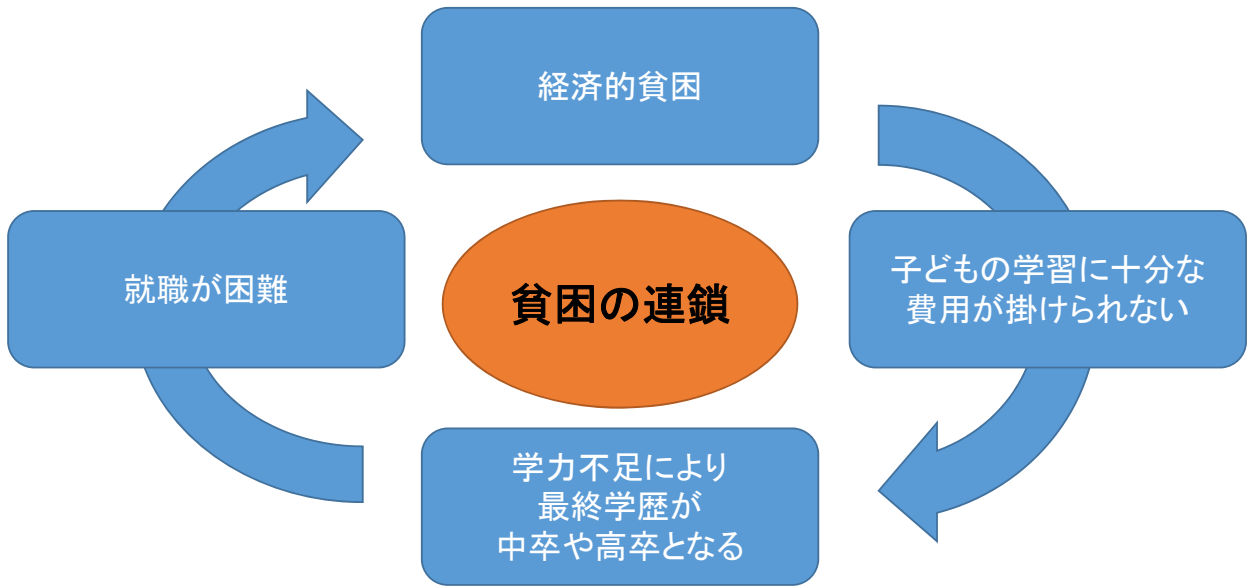 経済的貧困
子どもの学習に十分な
費用が掛けられない
学力不足により
最終学歴が
中卒や高卒となる
就職が困難
貧困の連鎖